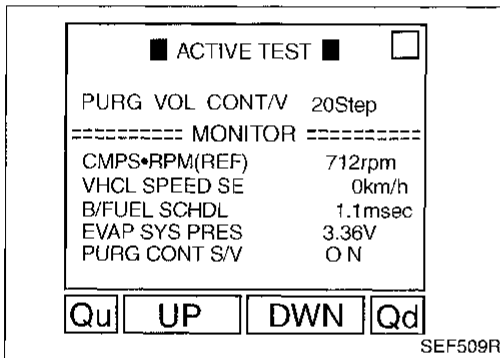 ■ ACTIVE TEST ■ □
PURG VOL CONT/V 20Step
========= MONITOR =========
CMPS•RPM(REF) 712rpm
VHCL SPEED SE 0km/h
B/FUEL SCHDL 1.1msec
EVAP SYS PRES 3.36V
PURG CONT S/V ON
Qu UP DWN Qd
SEF509R